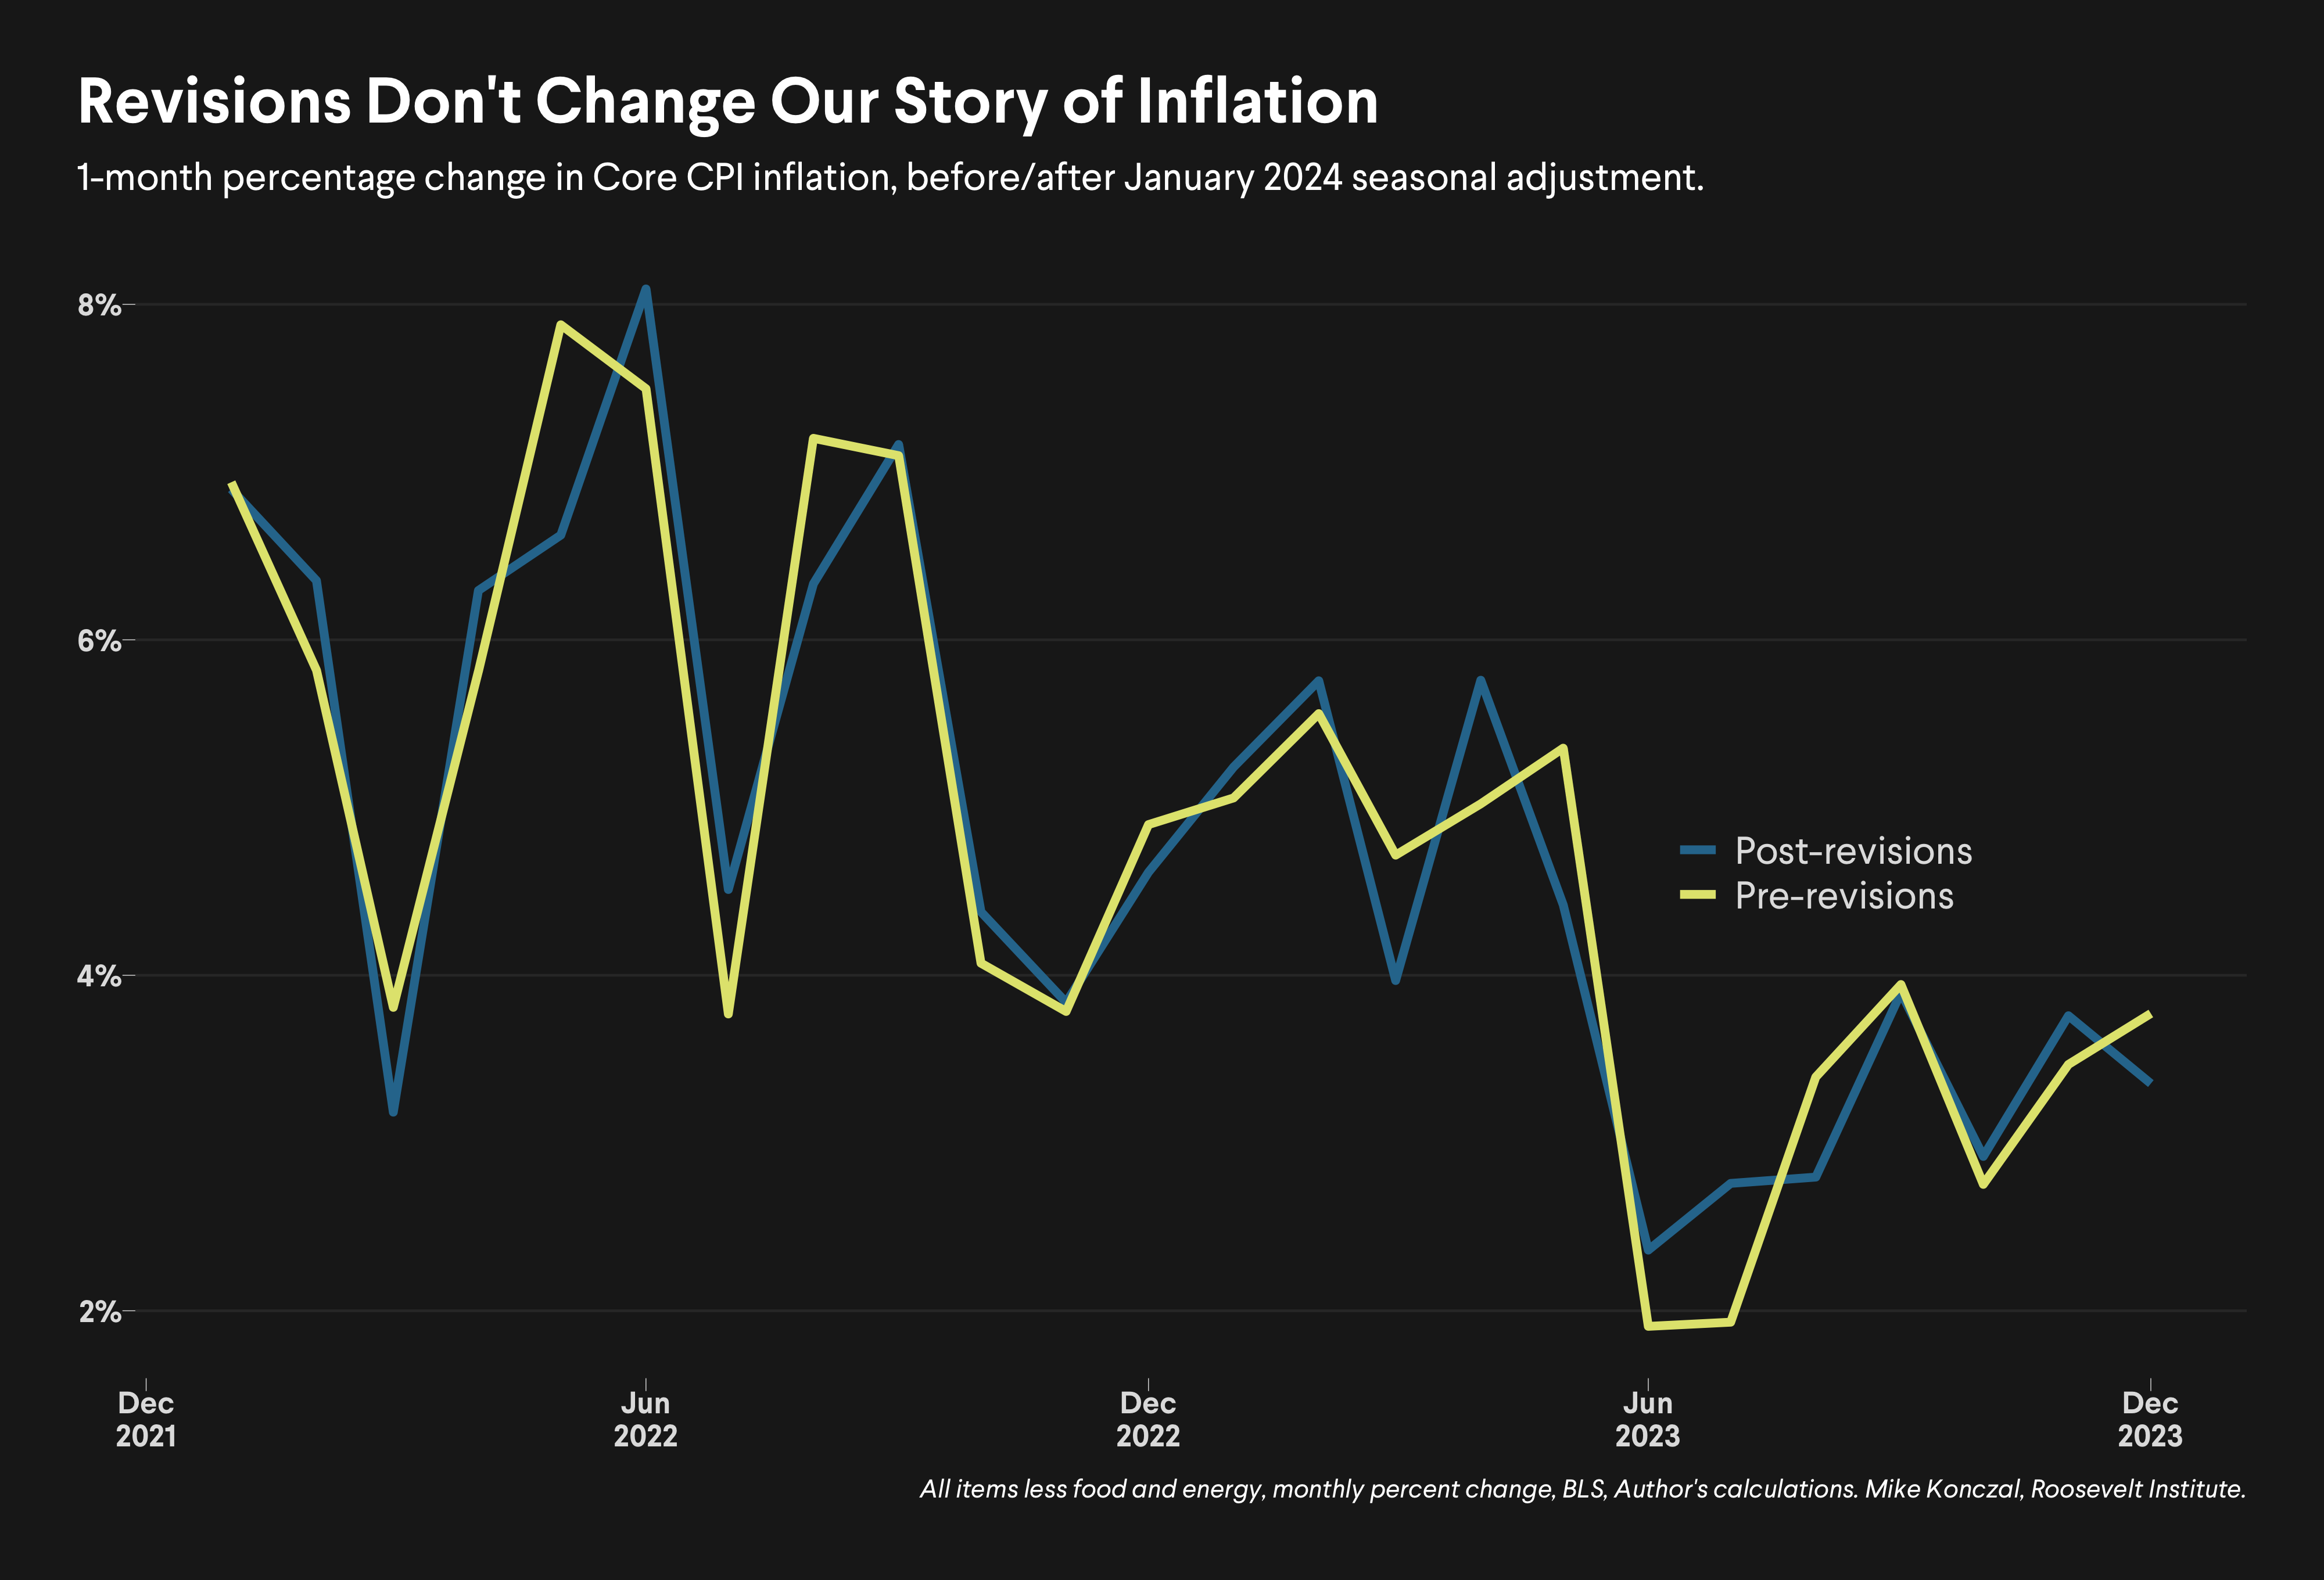 Revisions Don't Change Our Story of Inflation
1-month percentage change in Core CPI inflation, before/after January 2024 seasonal adjustment.
8%
6%
4%
2%
Post-revisions
Pre-revisions
Dec
2021
Jun
2022
Dec
2022
Jun
2023
Dec
2023
All items less food and energy, monthly percent change, BLS, Author's calculations. Mike Konczal, Roosevelt Institute.